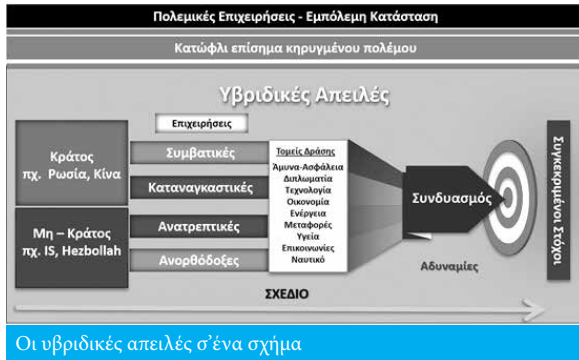 Πολεμικές Επιχειρήσεις - Εμπόλεμη Κατάσταση
Κατώφλι επίσημα κηρυγμένου πολέμου
Υβριδικές Απειλές
Κράτος
πχ. Ρωσία, Κίνα
Μη – Κράτος
πχ. IS, Hezbollah
Επιχειρήσεις
Συμβατικές
Καταναγκαστικές
Ανατρεπτικές
Ανορθόδοξες
Τομείς Δράσης
Άμυνα-Ασφάλεια
Διπλωματία
Τεχνολογία
Οικονομία
Ενέργεια
Μεταφορές
Υγεία
Επικοινωνίες
Ναυτικό
Συνδυασμός
Αδυναμίες
Συγκεκριμένοι Στόχοι
ΣΧΕΔΙΟ
Οι υβριδικές απειλές σ’ένα σχήμα